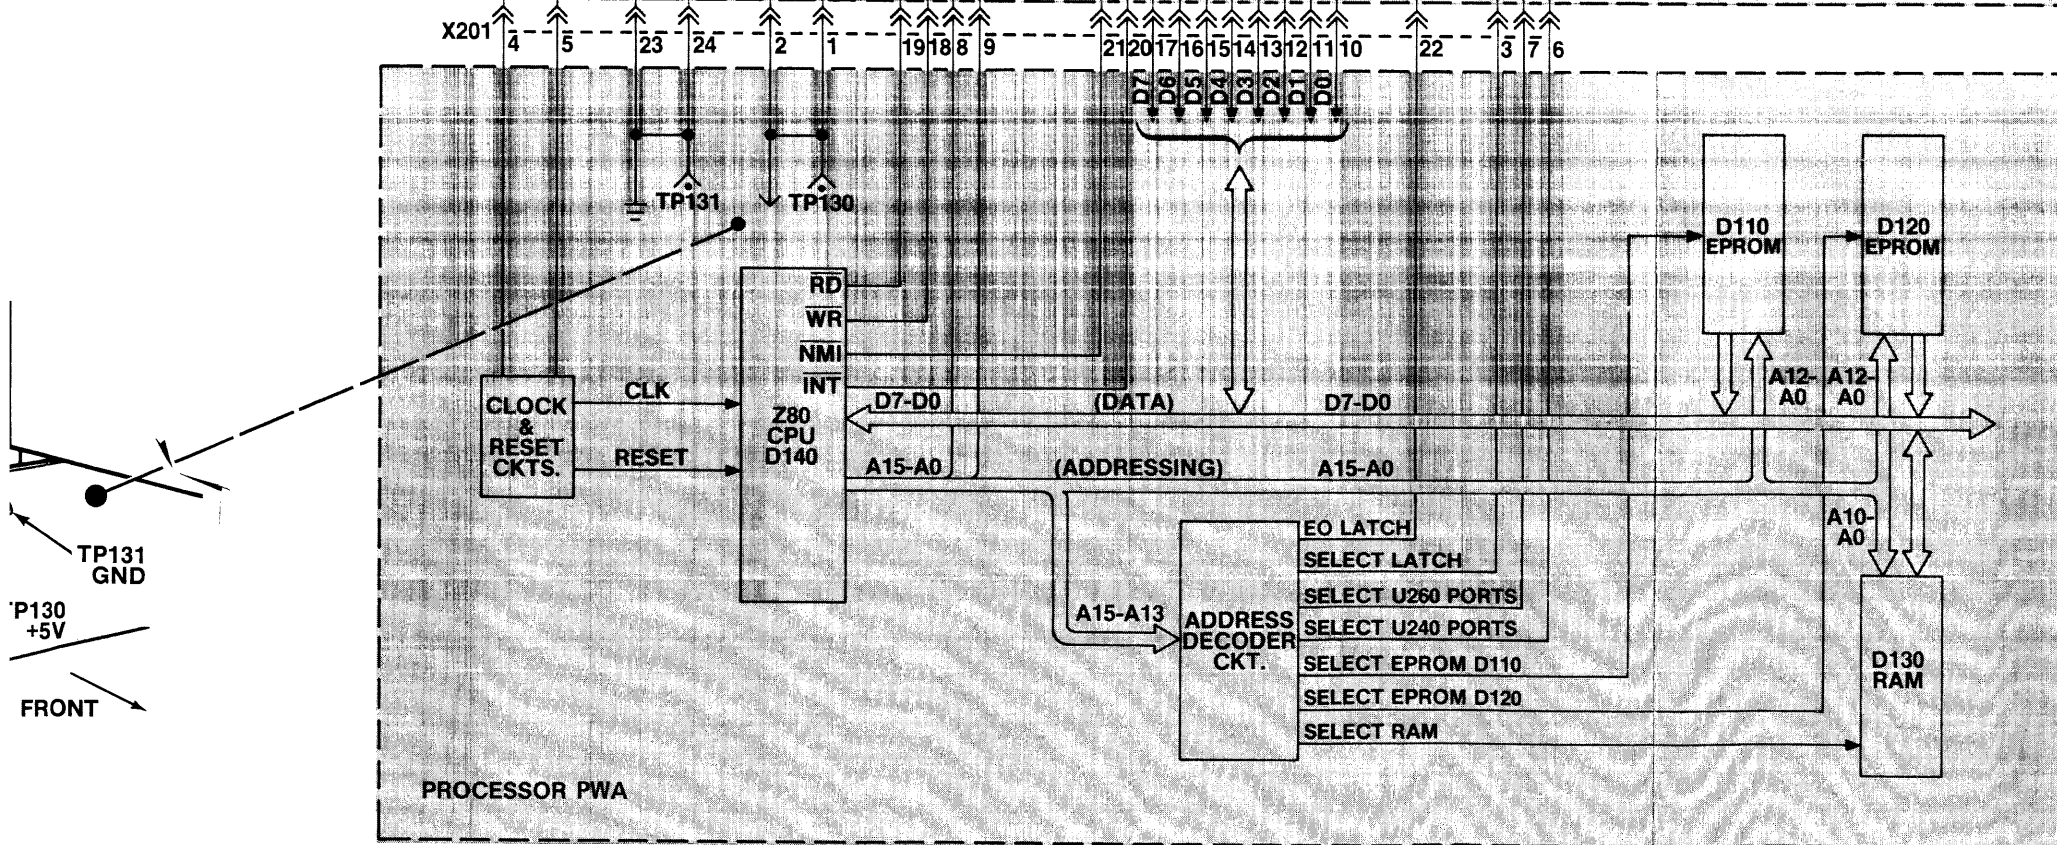 X201
4 5 23 24 2 1 19 18 8 9 21 20 17 16 15 14 13 12 11 10 22 3 7 6
D7 D6 D5 D4 D3 D2 D1 D0
TP131
TP130
D110
EPROM
D120
EPROM
RD
WR
NMI
INT
Z80
CPU
D140
CLOCK
&
RESET
CKTS.
CLK
RESET
D7-D0
(DATA)
D7-D0
A12-
A0
A12-
A0
A15-A0
(ADDRESSING)
A15-A0
A10-
A0
TP131
GND
'P130
+5V
FRONT
A15-A13
ADDRESS
DECODER
CKT.
EO LATCH
SELECT LATCH
SELECT U260 PORTS
SELECT U240 PORTS
SELECT EPROM D110
SELECT EPROM D120
SELECT RAM
D130
RAM
PROCESSOR PWA